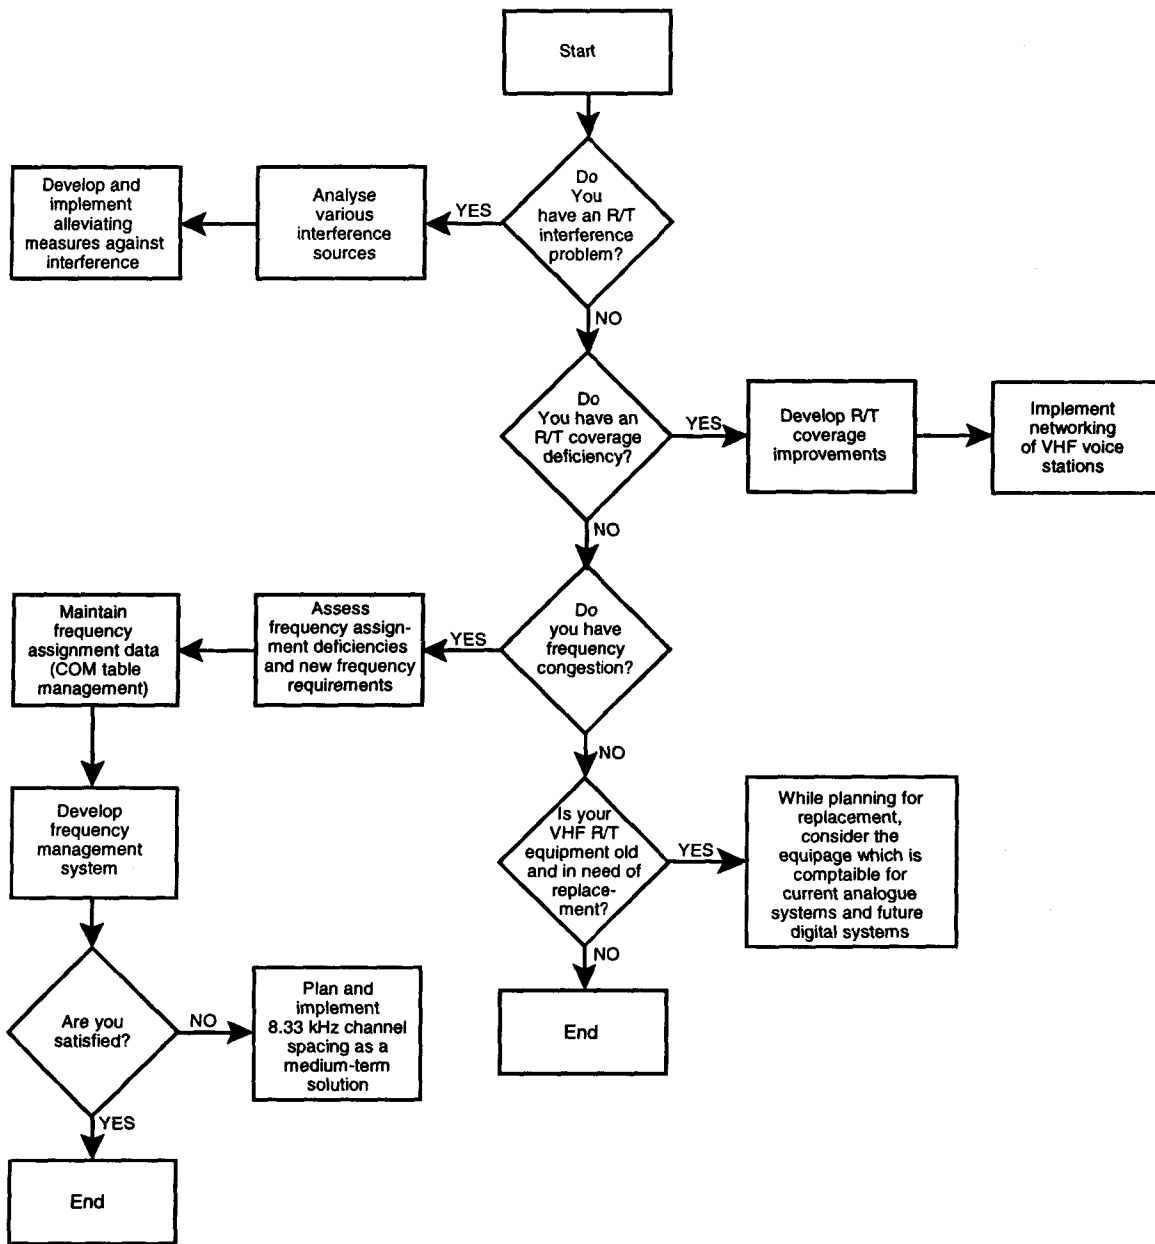 Start
Do
You
have an R/T
interference
problem?
YES
Analyse
various
interference
sources
Develop and
implement
alleviating
measures against
interference
NO
Do
You have an
R/T coverage
deficiency?
YES
Develop R/T
coverage
improvements
Implement
networking
of VHF voice
stations
NO
Do
you have
frequency
congestion?
YES
Assess
frequency assign-
ment deficiencies
and new frequency
requirements
Maintain
frequency
assignment data
(COM table
management)
Develop
frequency
management
system
Are you
satisfied?
NO
Plan and
implement
8.33 kHz channel
spacing as a
medium-term
solution
YES
End
NO
Is your
VHF R/T
equipment old
and in need of
replace-
ment?
YES
While planning for
replacement,
consider the
equipage which is
comptaible for
current analogue
systems and future
digital systems
NO
End